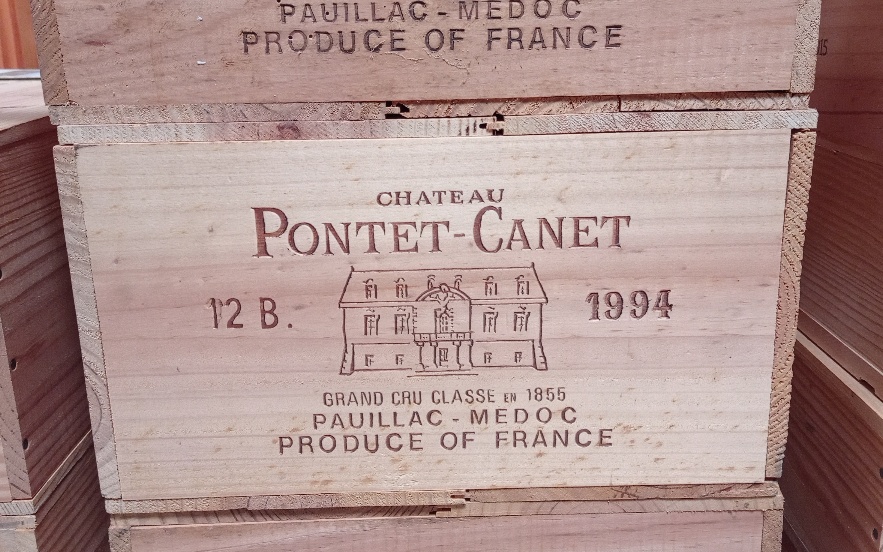 PAUILLAC - MEDOC
PRODUCE OF FRANCE
CHATEAU
PONTET-CANET
12 B. 1994
GRAND CRU CLASSE EN 1855
PAUILLAC - MEDOC
PRODUCE OF FRANCE